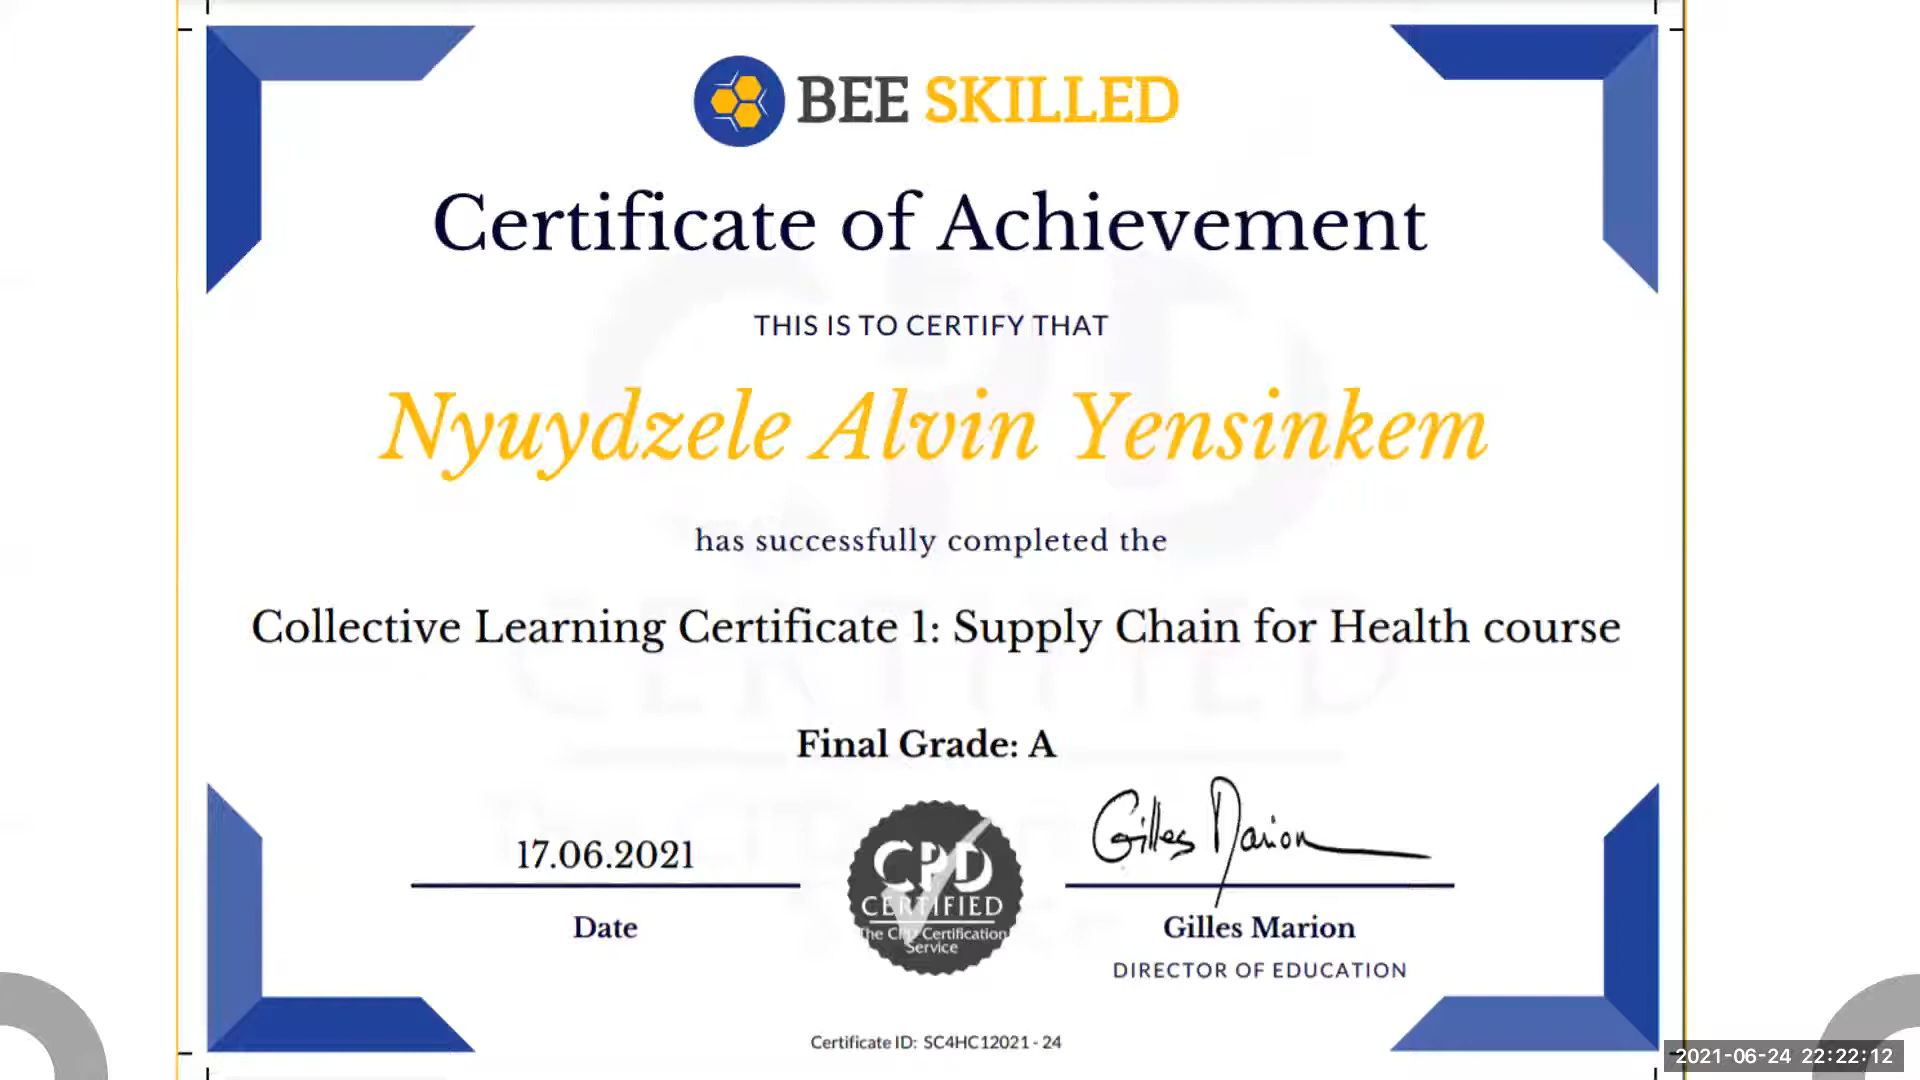 BEE SKILLED
Certificate of Achievement
THIS IS TO CERTIFY THAT
Nyuydzele Alvin Yensinkem
has successfully completed the
Collective Learning Certificate 1: Supply Chain for Health course
Final Grade: A
17.06.2021
Date
CPD
CERTIFIED
The CPD Certification
Service
Gilles Marion
Gilles Marion
DIRECTOR OF EDUCATION
Certificate ID: SC4HC12021 - 24
2021-06-24 22:22:12